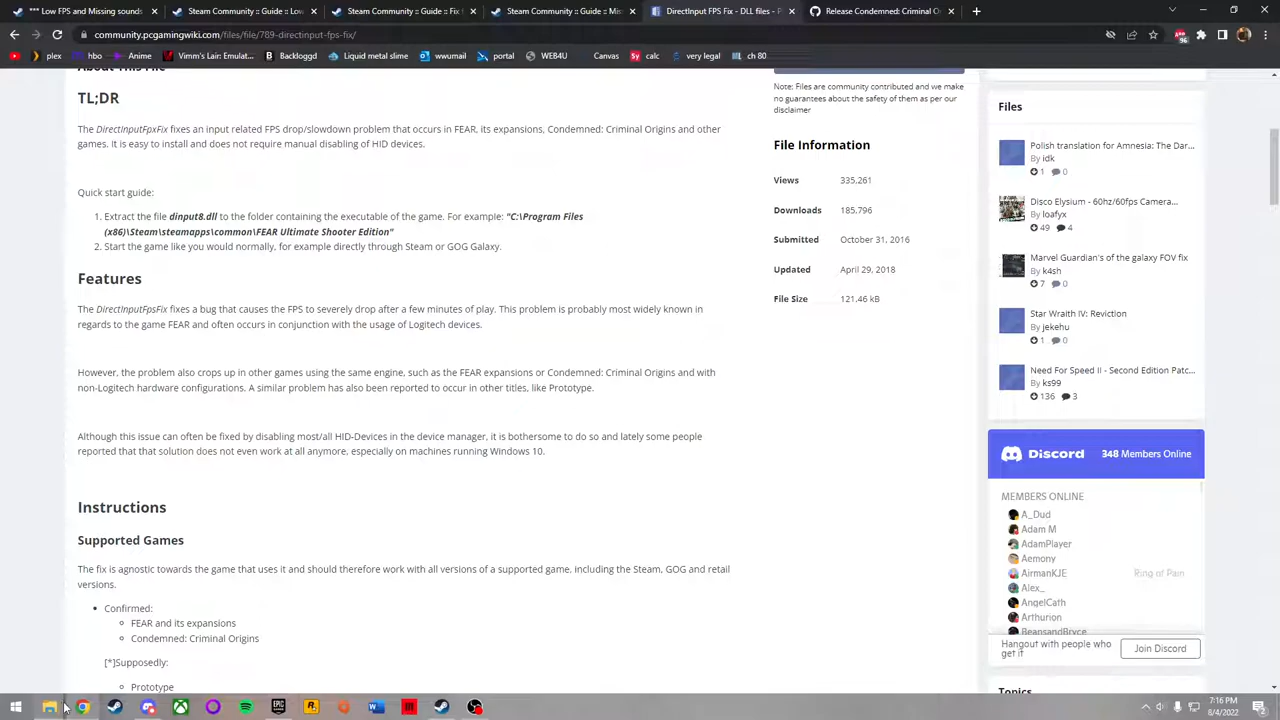 *** Low FPS and Input Fix ***
Steam Community :: Guide ::
Steam Community :: Guide :: Fix
Steam Community :: Guide :: Mis
DirectInput FPS Fix - DLL files - P
Release Condemned: Criminal O
community.pcgamingwiki.com/files/file/789-directinput-fps-fix/
plex
hbo
Anime
Vimm's Lair: Emulat...
Backloggd
Liquid metal slime
wwumail
portal
WEB4U
Canvas
calc
very legal
ch 80
About This File
TL;DR
The DirectInputFpxFix fixes an input related FPS drop/slowdown problem that occurs in FEAR, its expansions, Condemned: Criminal Origins and other
games, it is easy to install and does not require manual disabling of HID devices.
Quick start guide:
1. Extract the file dinput8.dll to the folder containing the executable of the game. For example: "C:\Program Files
(x86)\Steam\steamapps\common\FEAR Ultimate Shooter Edition"
2. Start the game like you would normally, for example directly through Steam or GOG Galaxy.
Features
The DirectInputFpsFix fixes a bug that causes the FPS to severely drop after a few minutes of play. This problem is probably most widely known in
regards to the game FEAR and often occurs in conjunction with the usage of Logitech devices.
However, the problem also crops up in other games using the same engine, such as the FEAR expansions or Condemned: Criminal Origins and with
non-Logitech hardware configurations. A similar problem has also been reported to occur in other titles, like Prototype.
Although this issue can often be fixed by disabling most/all HID-Devices in the device manager, it is bothersome to do so and lately some people
reported that that solution does not even work at all anymore, especially on machines running Windows 10.
Instructions
Supported Games
The fix is agnostic towards the game that uses it and should therefore work with all versions of a supported game, including the Steam, GOG and retail
versions.
Confirmed:
FEAR and its expansions
Condemned: Criminal Origins
[*]Supposedly:
Prototype
Note: Files are community contributed and we
make no guarantees about the safety of them as per our
disclaimer
File Information
Views 335,261
Downloads 185,796
Submitted October 31, 2016
Updated April 29, 2018
File Size 121.46 kB
Files
Polish translation for Amnesia: The Dar...
By idk
1 0
Disco Elysium - 60hz/60fps Camera...
By loafyx
49 4
Marvel Guardian's of the galaxy FOV fix
By k4sh
7 0
Star Wraith IV: Reviction
By jekehu
1 0
Need For Speed II - Second Edition Patc...
By ks99
136 3
Discord 348 Members Online
MEMBERS ONLINE
A_Dud
Adam M
AdamPlayer
Aemony
AirmanKJE Ring of Pain
Alex_
AngelCath
Arthurion
BeansandBryce
Hangout with people who
get it
Join Discord
Topics
7:16 PM
8/4/2022